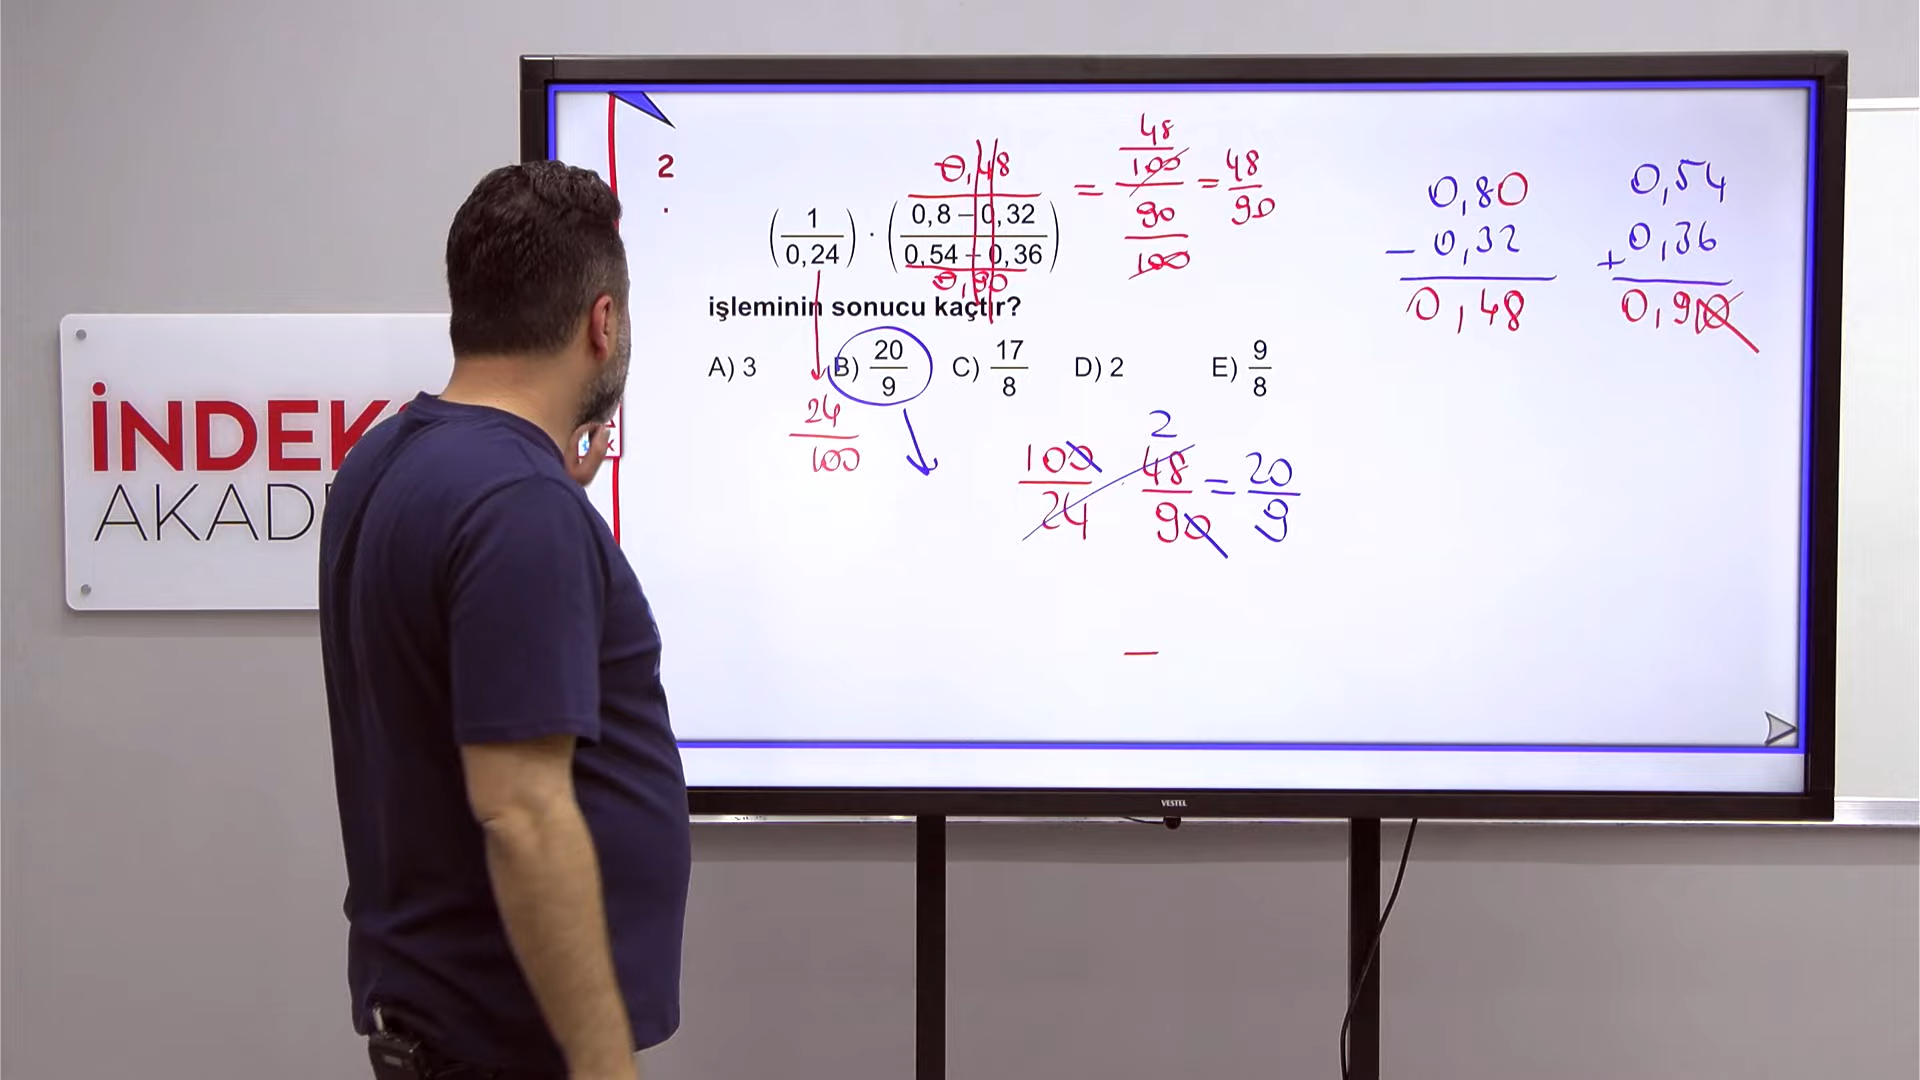 İNDEKS
AKAD
2
.
0,48
(1/0,24) · (0,8 – 0,32/0,54 + 0,36)
0,90
= 48/100 / 90/100 = 48/90
işleminin sonucu kaçtır?
A) 3 B) 20/9 C) 17/8 D) 2 E) 9/8
24/100
100/24 48/90 = 20/9
2
0,80
– 0,32
0,48
0,54
+ 0,36
0,90
VESTEL